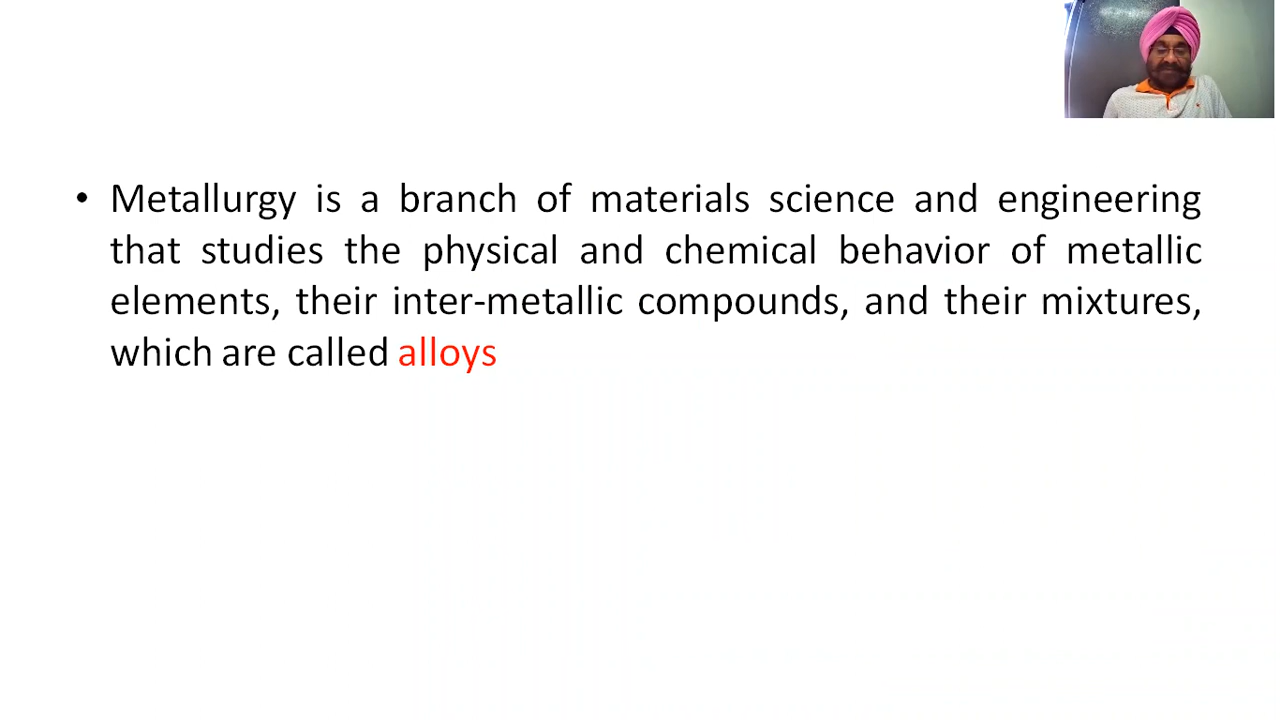 • Metallurgy is a branch of materials science and engineering
that studies the physical and chemical behavior of metallic
elements, their inter-metallic compounds, and their mixtures,
which are called alloys